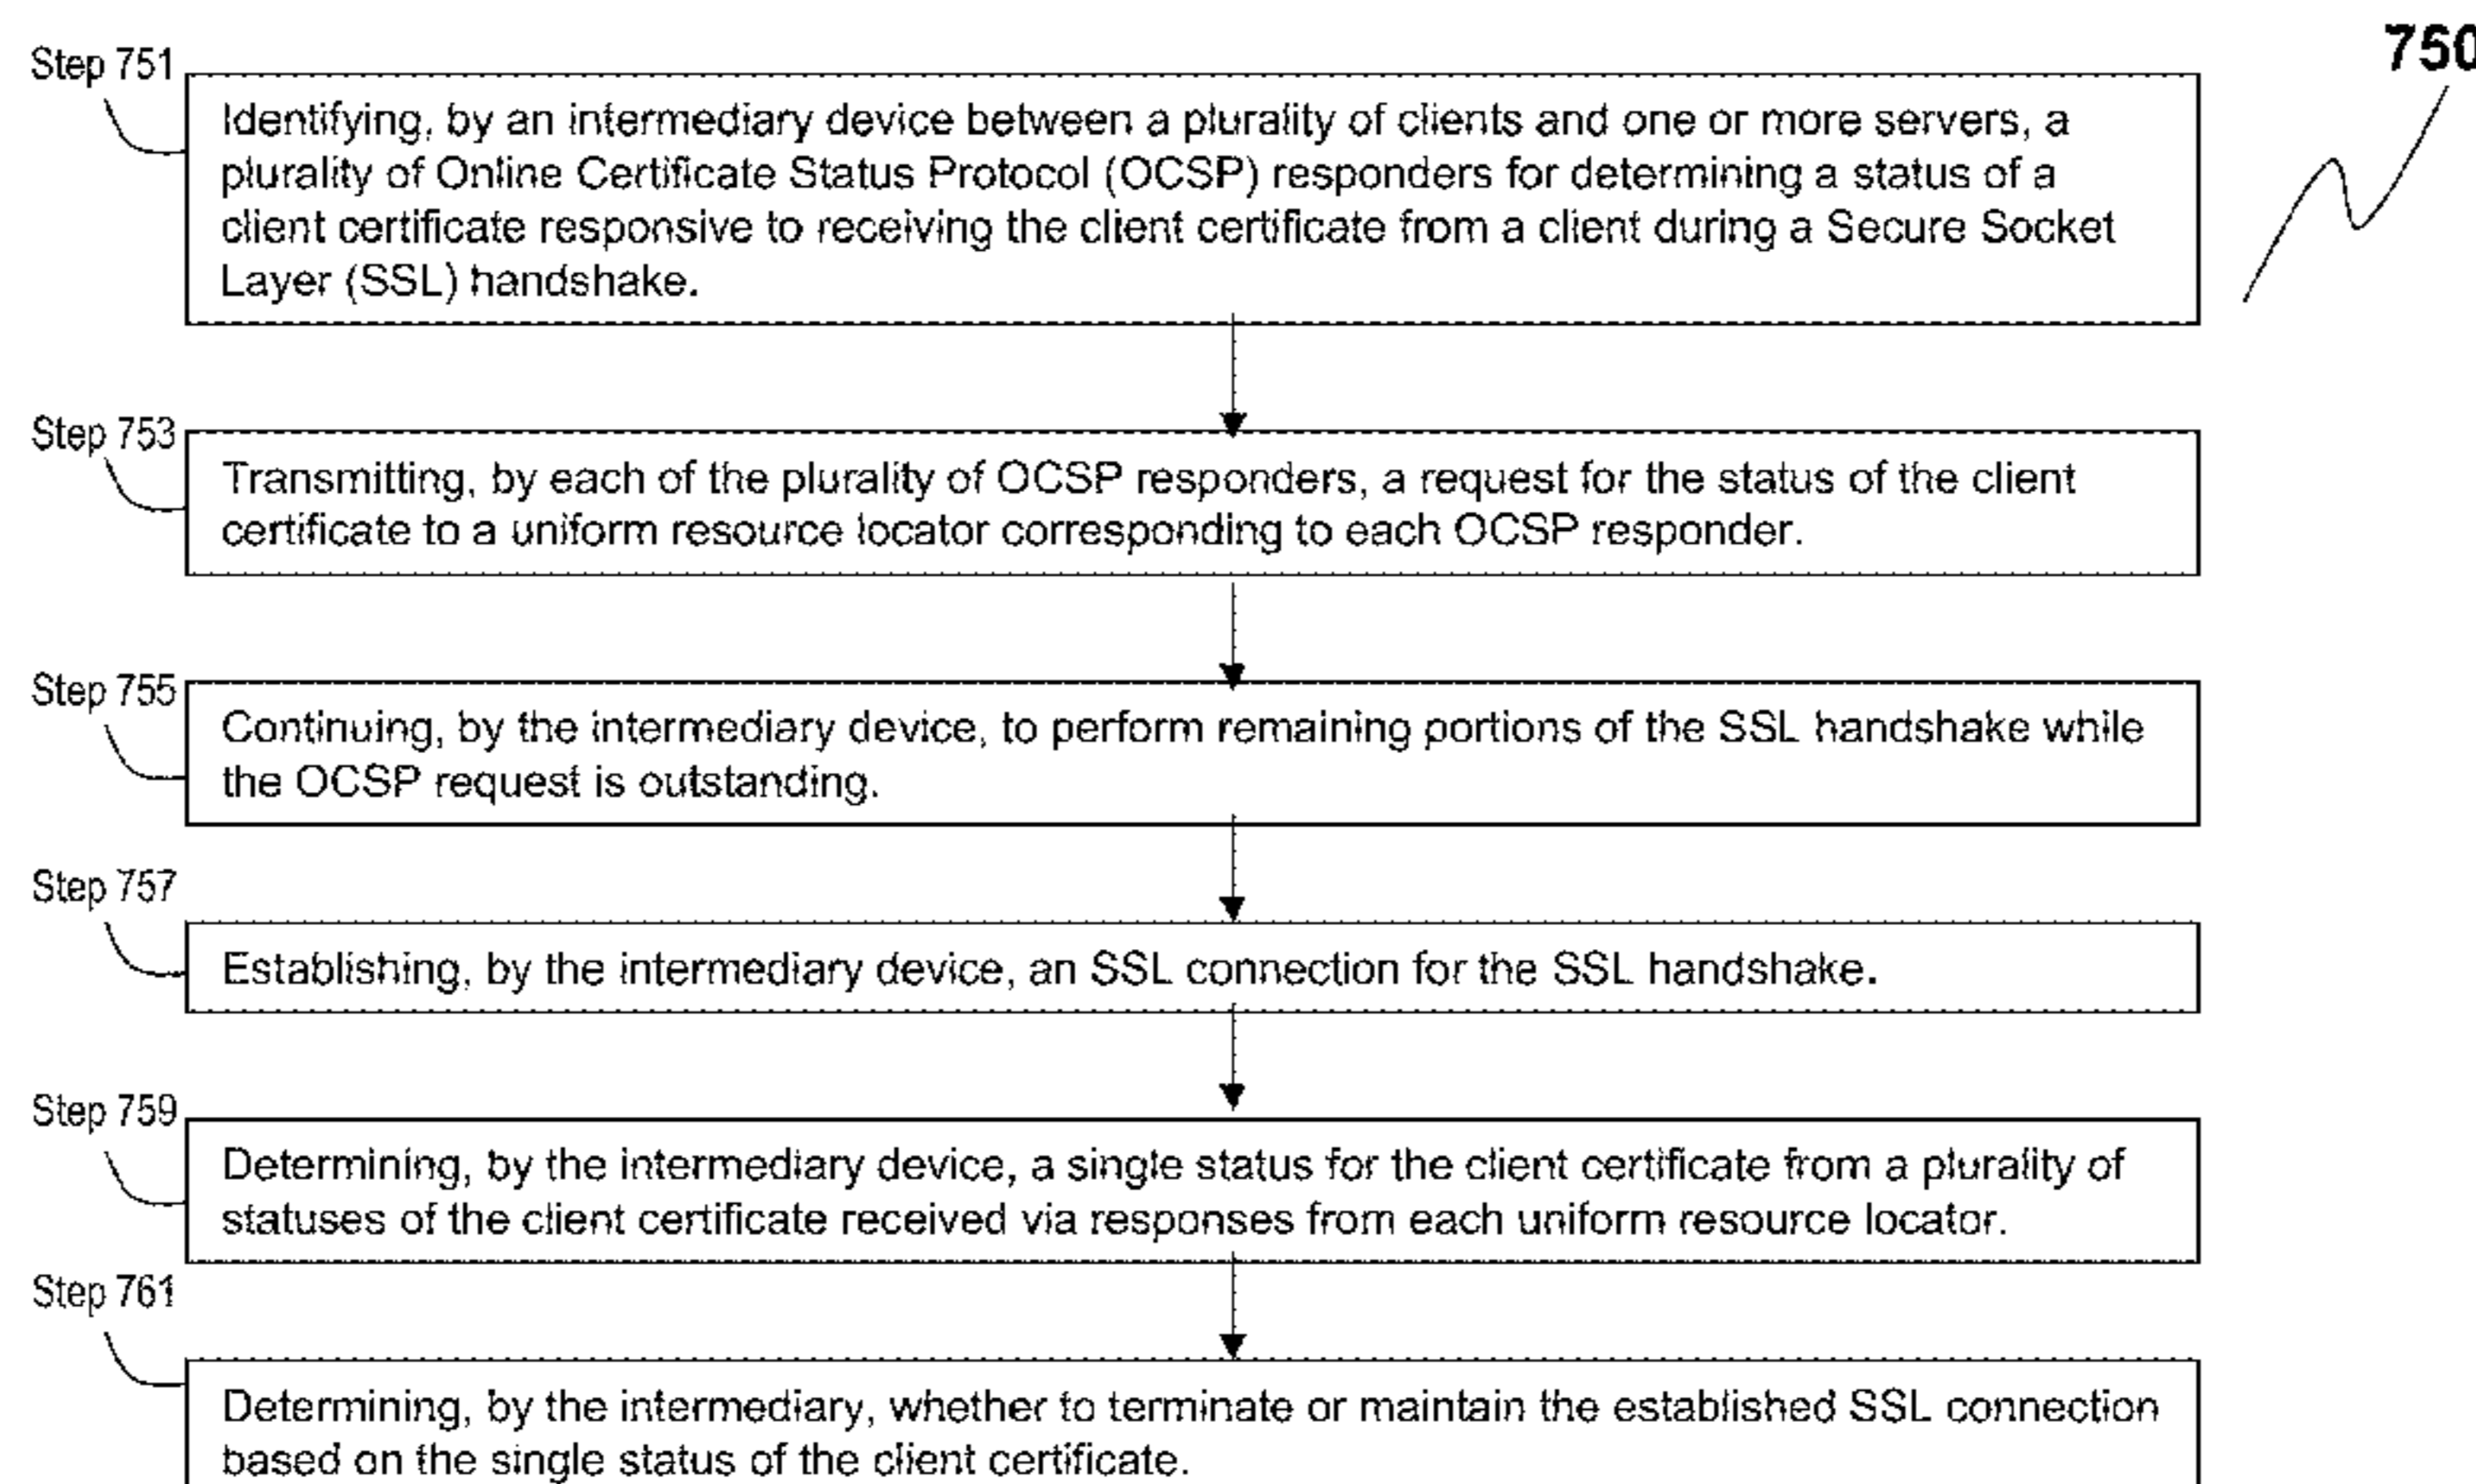 750
Step 751
Identifying, by an intermediary device between a plurality of clients and one or more servers, a
plurality of Online Certificate Status Protocol (OCSP) responders for determining a status of a
client certificate responsive to receiving the client certificate from a client during a Secure Socket
Layer (SSL) handshake.
Step 753
Transmitting, by each of the plurality of OCSP responders, a request for the status of the client
certificate to a uniform resource locator corresponding to each OCSP responder.
Step 755
Continuing, by the intermediary device, to perform remaining portions of the SSL handshake while
the OCSP request is outstanding.
Step 757
Establishing, by the intermediary device, an SSL connection for the SSL handshake.
Step 759
Determining, by the intermediary device, a single status for the client certificate from a plurality of
statuses of the client certificate received via responses from each uniform resource locator.
Step 761
Determining, by the intermediary, whether to terminate or maintain the established SSL connection
based on the single status of the client certificate.